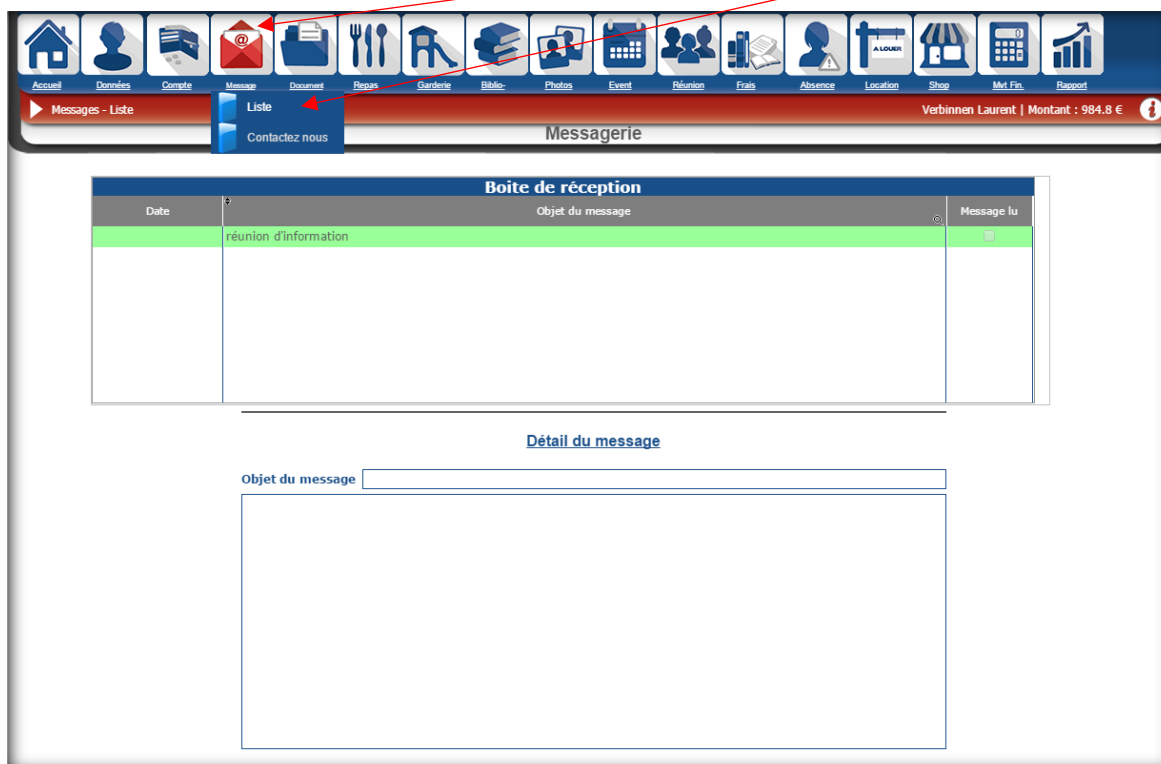 @
A LOUER
0
Accueil Données Compte Message Document Repas Garderie Biblio- Photos Event Réunion Frais Absence Location Shop Mvt Fin. Rapport
Messages - Liste
Verbinnen Laurent | Montant : 984.8 €
i
Liste
Contactez nous
Messagerie
Boite de réception
Date Objet du message Message lu
réunion d'information
Détail du message
Objet du message